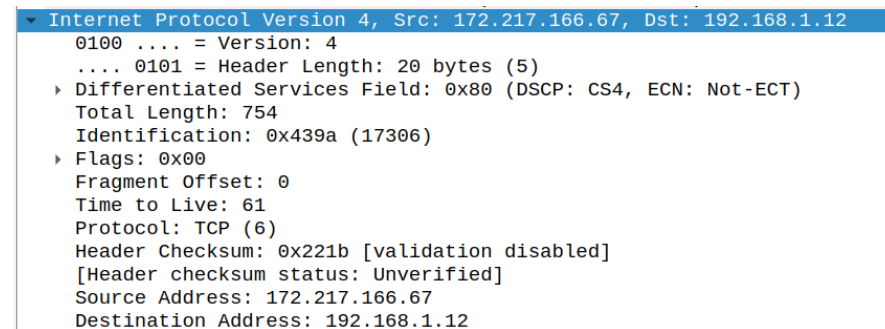 Internet Protocol Version 4, Src: 172.217.166.67, Dst: 192.168.1.12
0100 .... = Version: 4
.... 0101 = Header Length: 20 bytes (5)
Differentiated Services Field: 0x80 (DSCP: CS4, ECN: Not-ECT)
Total Length: 754
Identification: 0x439a (17306)
Flags: 0x00
Fragment Offset: 0
Time to Live: 61
Protocol: TCP (6)
Header Checksum: 0x221b [validation disabled]
[Header checksum status: Unverified]
Source Address: 172.217.166.67
Destination Address: 192.168.1.12